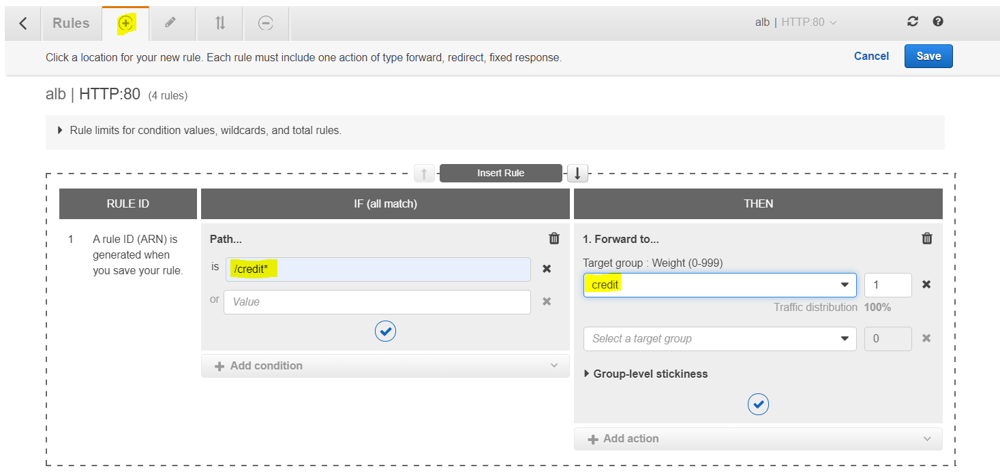 Rules
alb | HTTP:80
Click a location for your new rule. Each rule must include one action of type forward, redirect, fixed response.
Cancel
Save
alb | HTTP:80 (4 rules)
Rule limits for condition values, wildcards, and total rules.
Insert Rule
RULE ID
IF (all match)
THEN
1
A rule ID (ARN) is
generated when
you save your rule.
Path...
is /credit*
or Value
Add condition
1. Forward to...
Target group : Weight (0-999)
credit 1
Traffic distribution 100%
Select a target group 0
Group-level stickiness
Add action